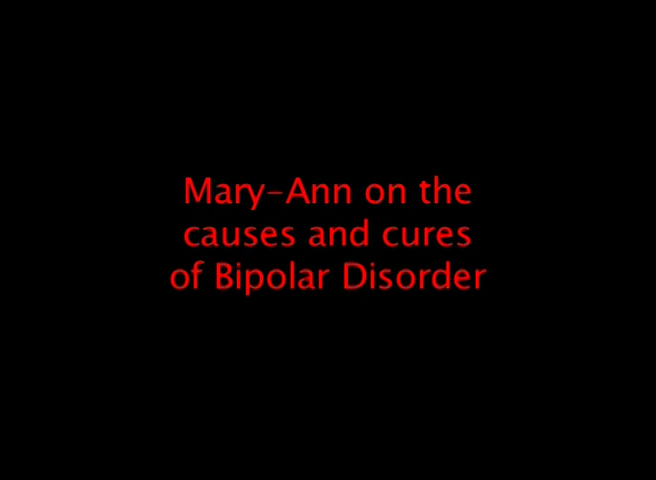 Mary-Ann on the
causes and cures
of Bipolar Disorder